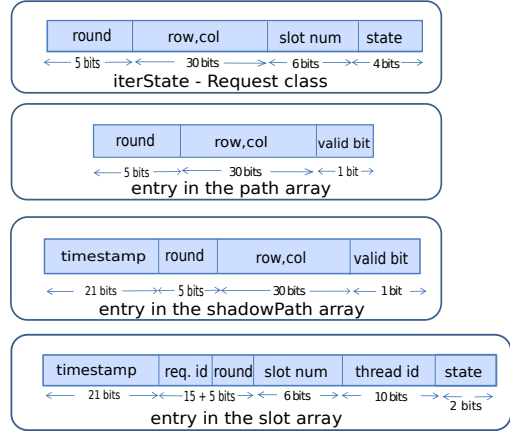 round row,col slot num state
5 bits 30 bits 6 bits 4 bits
iterState - Request class
round row,col valid bit
5 bits 30 bits 1 bit
entry in the path array
timestamp round row,col valid bit
21 bits 5 bits 30 bits 1 bit
entry in the shadowPath array
timestamp req. id round slot num thread id state
21 bits 15 + 5 bits 6 bits 10 bits 2 bits
entry in the slot array